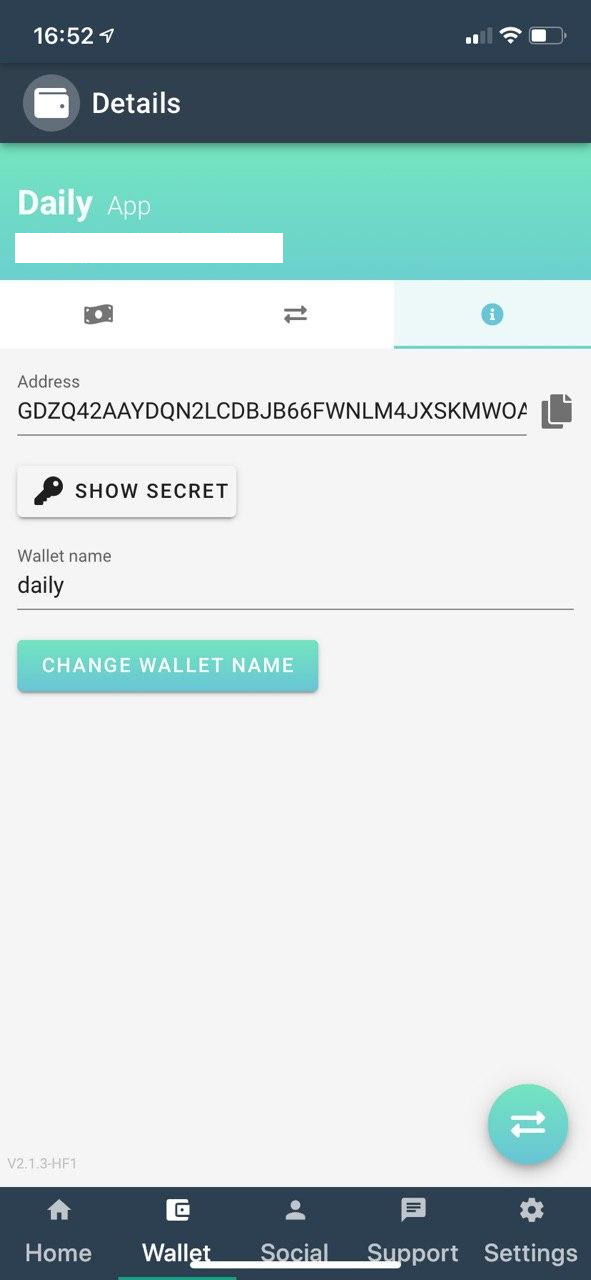 16:52
Details
Daily App
Address
GDZQ42AAYDQN2LCDBJB66FWNLM4JXSKMWOA
SHOW SECRET
Wallet name
daily
CHANGE WALLET NAME
V2.1.3-HF1
Home Wallet Social Support Settings